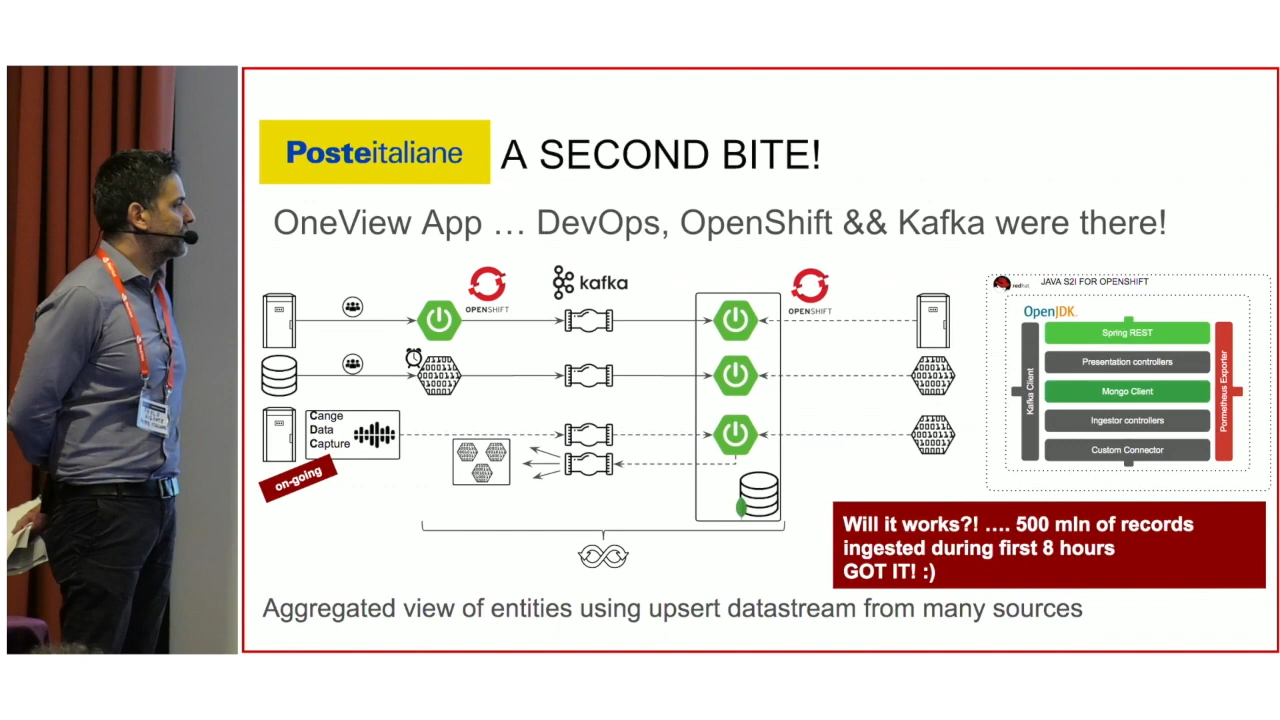 Posteitaliane A SECOND BITE!
OneView App … DevOps, OpenShift && Kafka were there!
OPENSHIFT
kafka
OPENSHIFT
Cange
Data
Capture
on-going
redhat
JAVA S2I FOR OPENSHIFT
OpenJDK
Kafka Client
Spring REST
Presentation controllers
Mongo Client
Ingestor controllers
Custom Connector
Pormetheus Exporter
Will it works?! …. 500 mln of records
ingested during first 8 hours
GOT IT! :)
Aggregated view of entities using upsert datastream from many sources